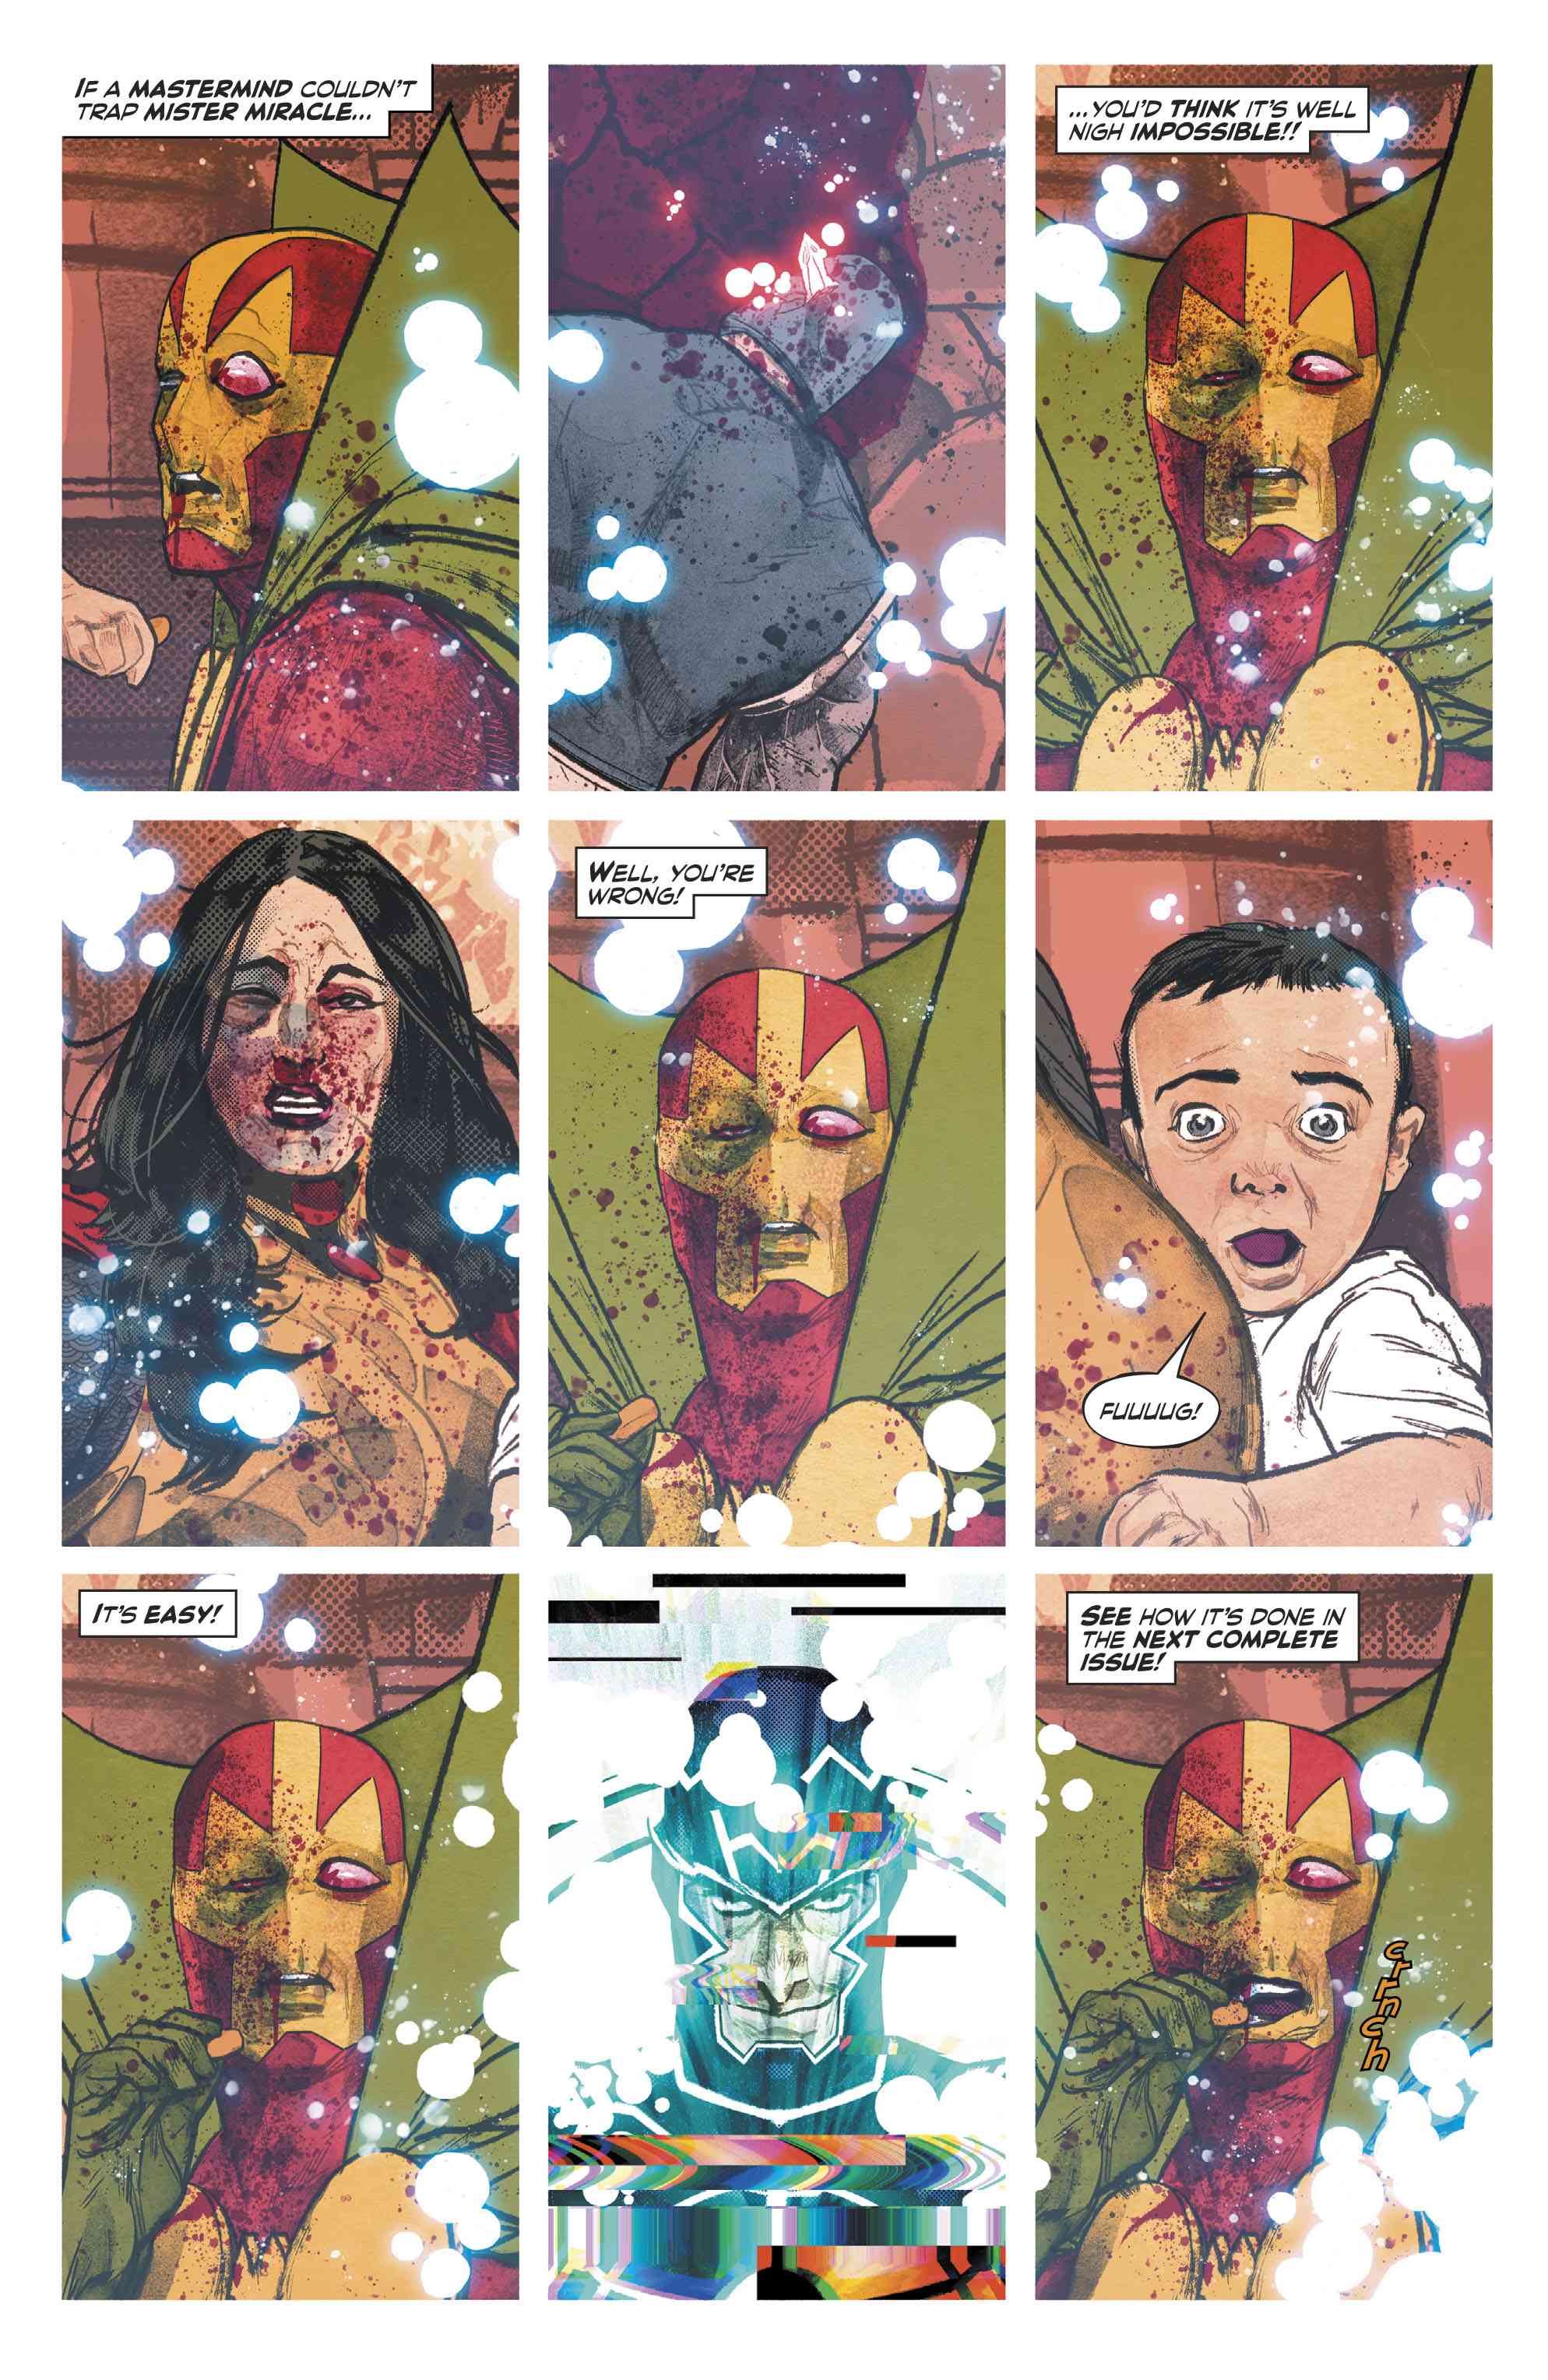 IF A MASTERMIND COULDN'T
TRAP MISTER MIRACLE...
...YOU'D THINK IT'S WELL
NIGH IMPOSSIBLE!!
WELL, YOU'RE
WRONG!
FUUUUG!
IT'S EASY!
SEE HOW IT'S DONE IN
THE NEXT COMPLETE
ISSUE!
crrnch